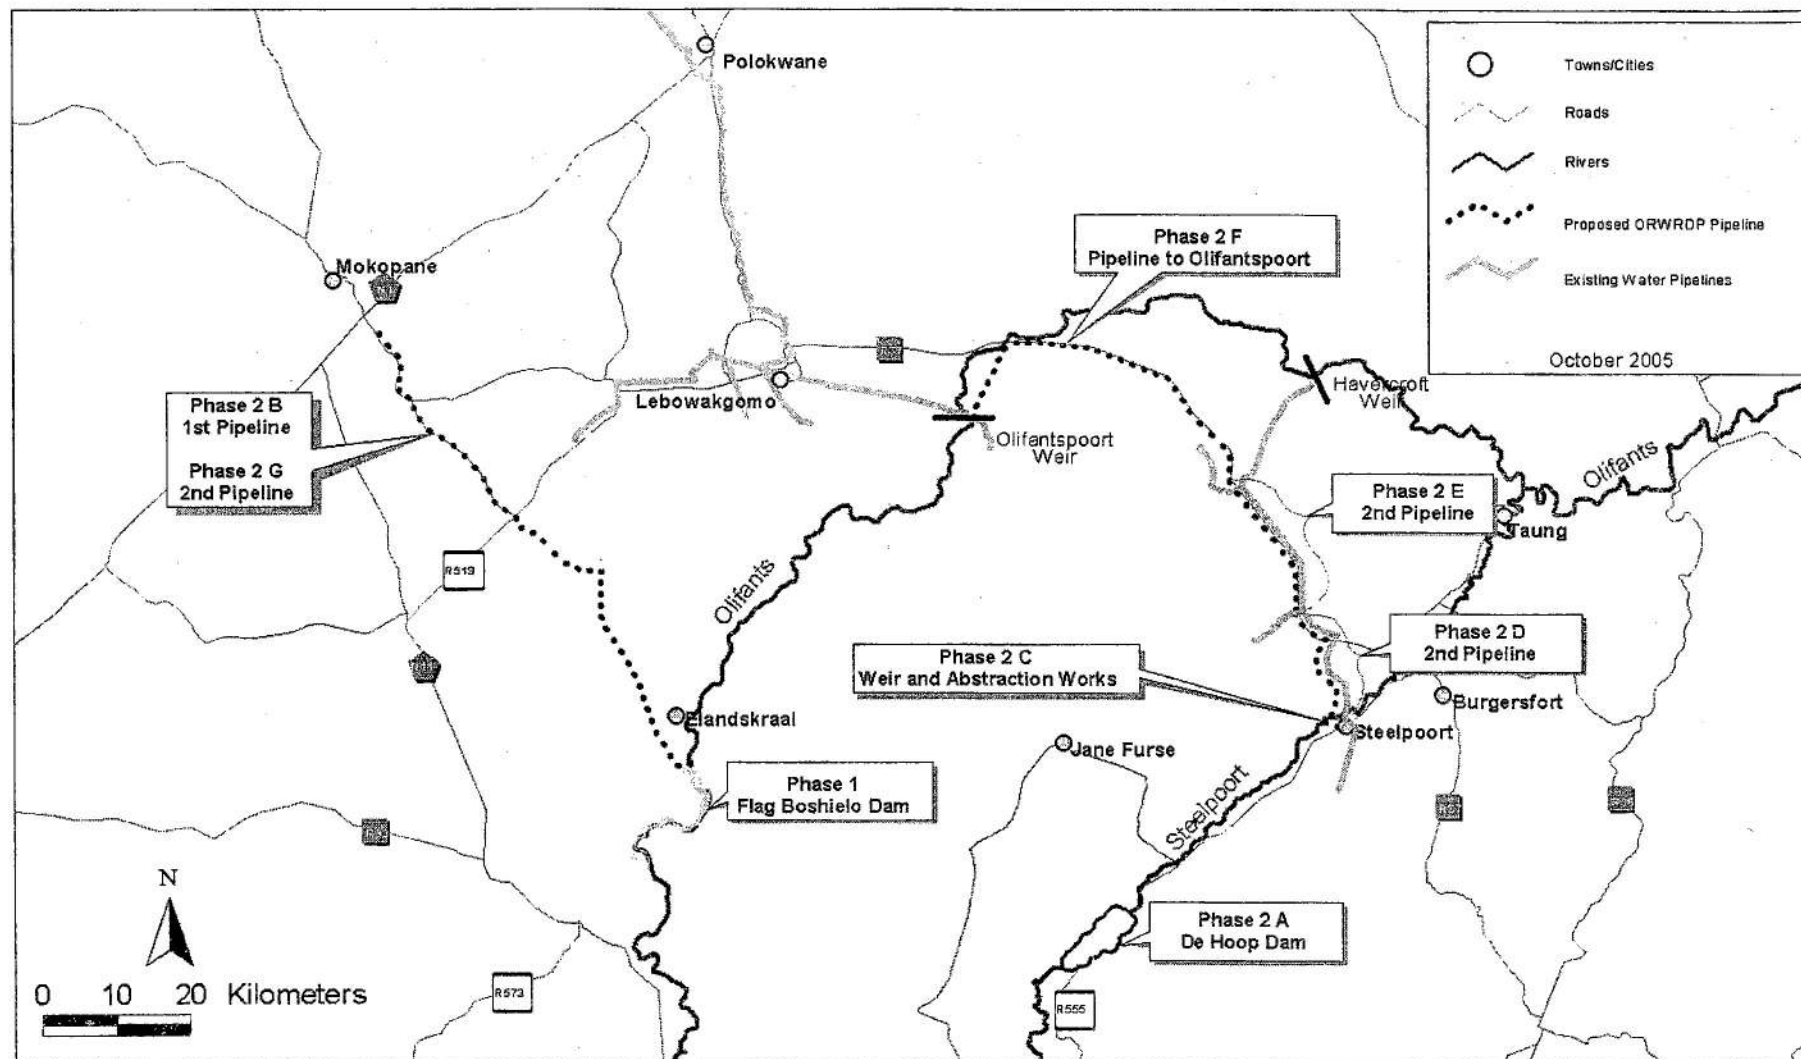 Polokwane
Towns/Cities
Roads
Rivers
Proposed ORWRDP Pipeline
Existing Water Pipelines
October 2005
Phase 2 F
Pipeline to Olifantspoort
Mokopane
N1
Phase 2 B
1st Pipeline
Phase 2 G
2nd Pipeline
Lebowakgomo
Havercroft
Weir
Olifantspoort
Weir
Olifants
Phase 2 E
2nd Pipeline
Taung
R519
Olifants
Phase 2 D
2nd Pipeline
Phase 2 C
Weir and Abstraction Works
Elandskraal
Burgersfort
Steelpoort
Jane Furse
Phase 1
Flag Boshielo Dam
Steelpoort
N
Phase 2 A
De Hoop Dam
0 10 20 Kilometers
R573
R555